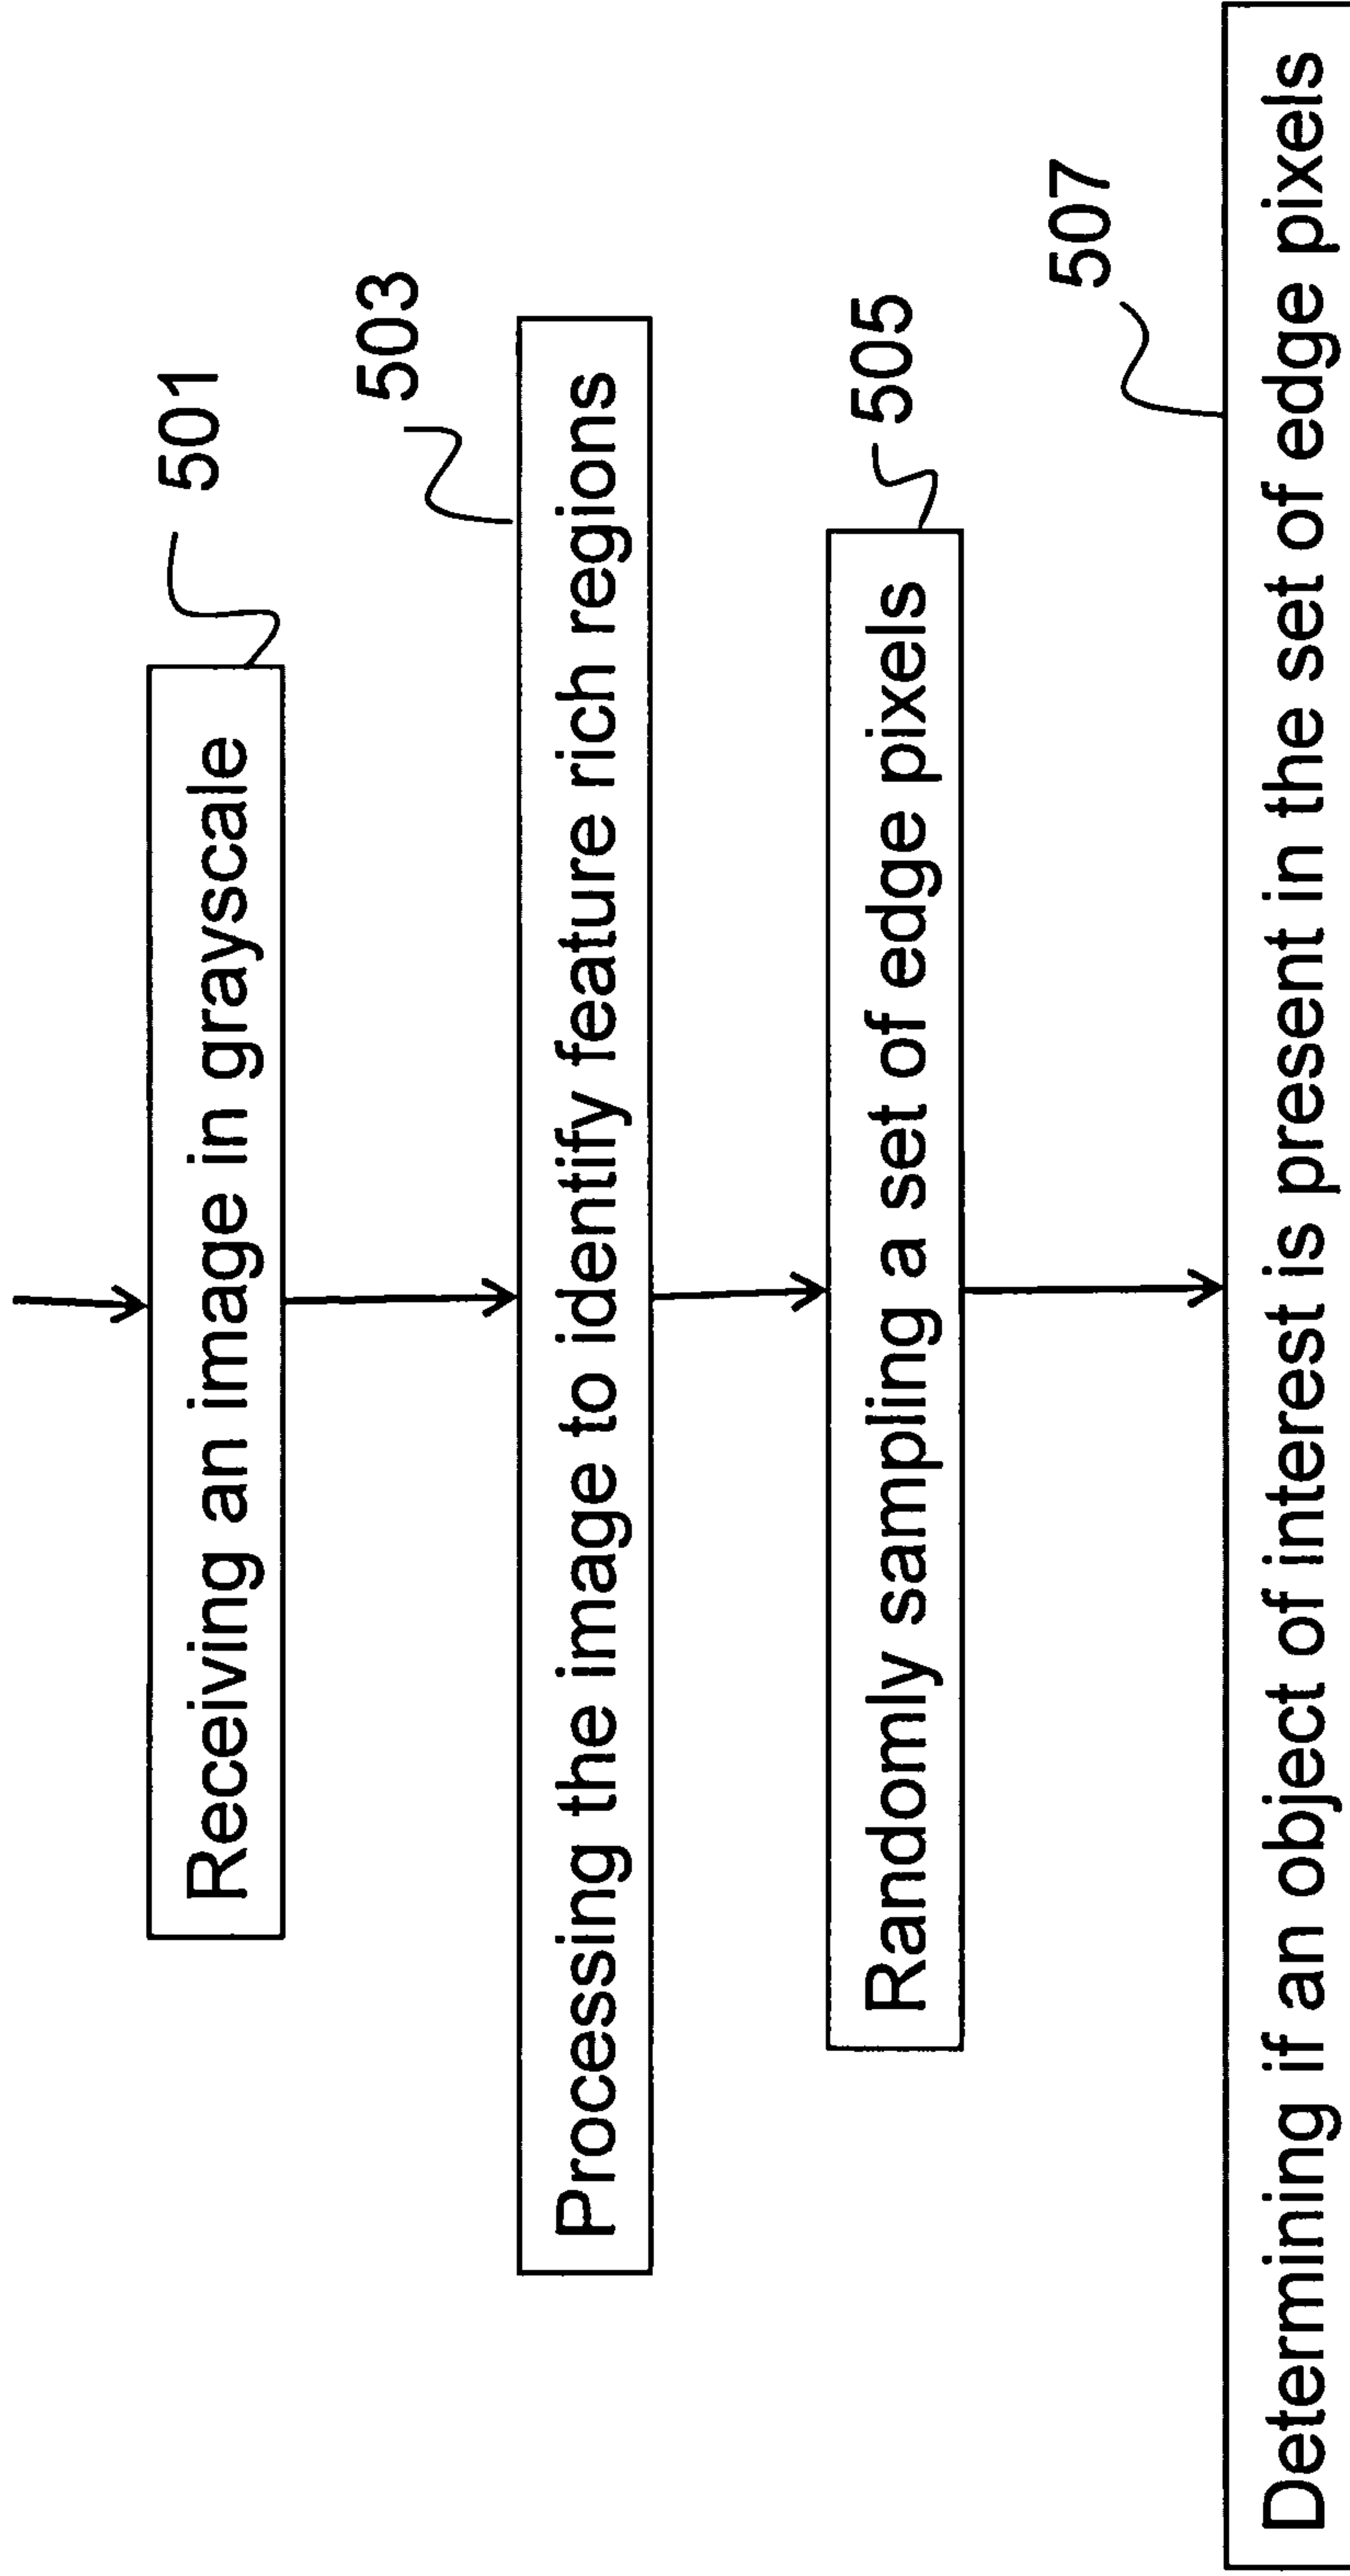 501
Receiving an image in grayscale
503
Processing the image to identify feature rich regions
505
Randomly sampling a set of edge pixels
507
Determining if an object of interest is present in the set of edge pixels